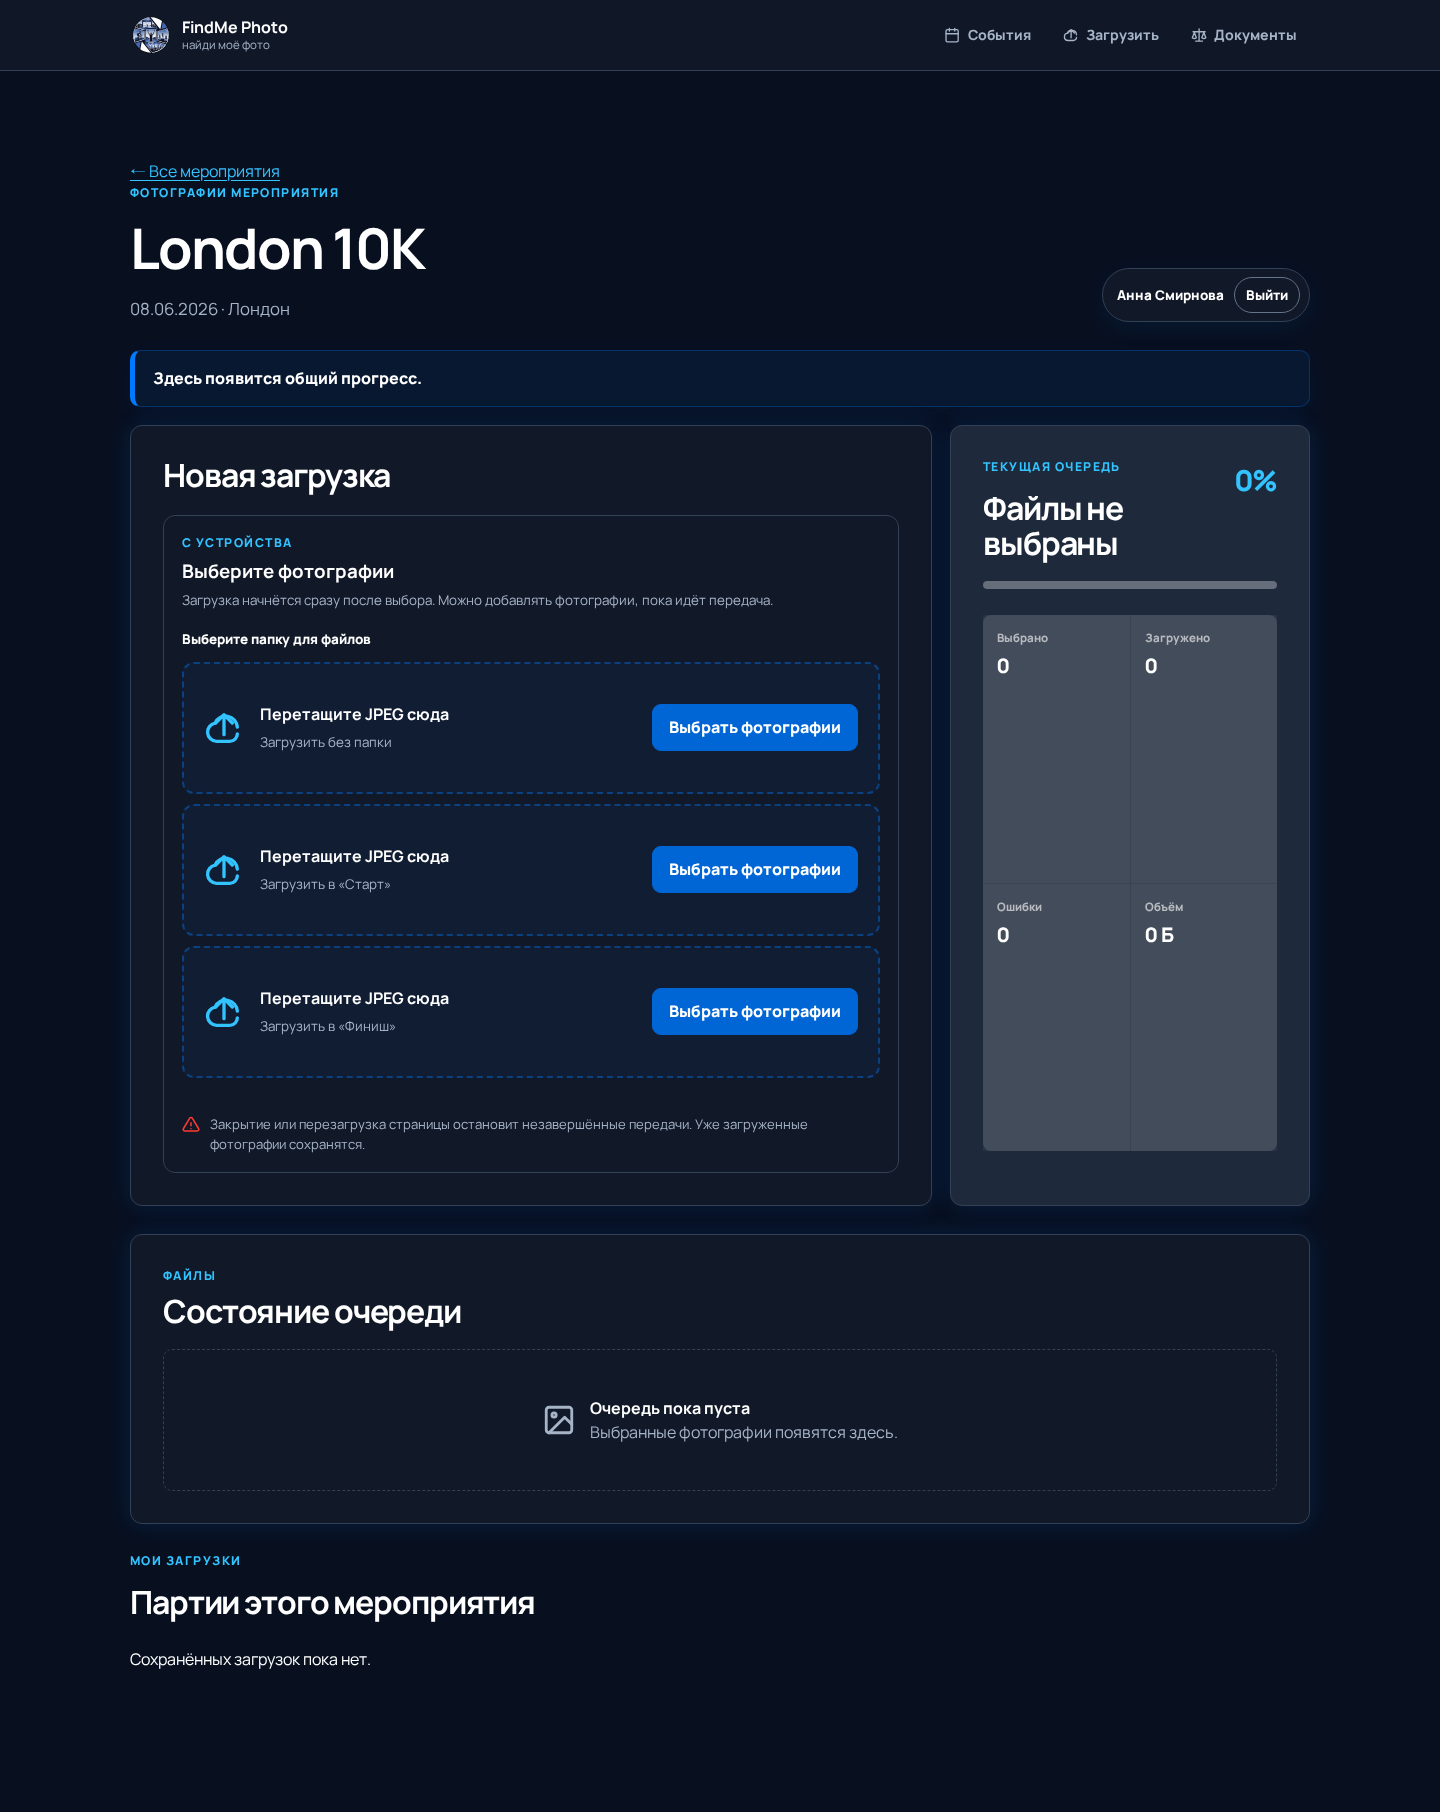 FindMe Photo
найди моё фото
События
Загрузить
Документы
← Все мероприятия
ФОТОГРАФИИ МЕРОПРИЯТИЯ
London 10K
08.06.2026 · Лондон
Анна Смирнова
Выйти
Здесь появится общий прогресс.
Новая загрузка
С УСТРОЙСТВА
Выберите фотографии
Загрузка начнётся сразу после выбора. Можно добавлять фотографии, пока идёт передача.
Выберите папку для файлов
Перетащите JPEG сюда
Загрузить без папки
Выбрать фотографии
Перетащите JPEG сюда
Загрузить в «Старт»
Выбрать фотографии
Перетащите JPEG сюда
Загрузить в «Финиш»
Выбрать фотографии
Закрытие или перезагрузка страницы остановит незавершённые передачи. Уже загруженные
фотографии сохранятся.
ТЕКУЩАЯ ОЧЕРЕДЬ
0%
Файлы не
выбраны
Выбрано
0
Загружено
0
Ошибки
0
Объём
0 Б
ФАЙЛЫ
Состояние очереди
Очередь пока пуста
Выбранные фотографии появятся здесь.
МОИ ЗАГРУЗКИ
Партии этого мероприятия
Сохранённых загрузок пока нет.